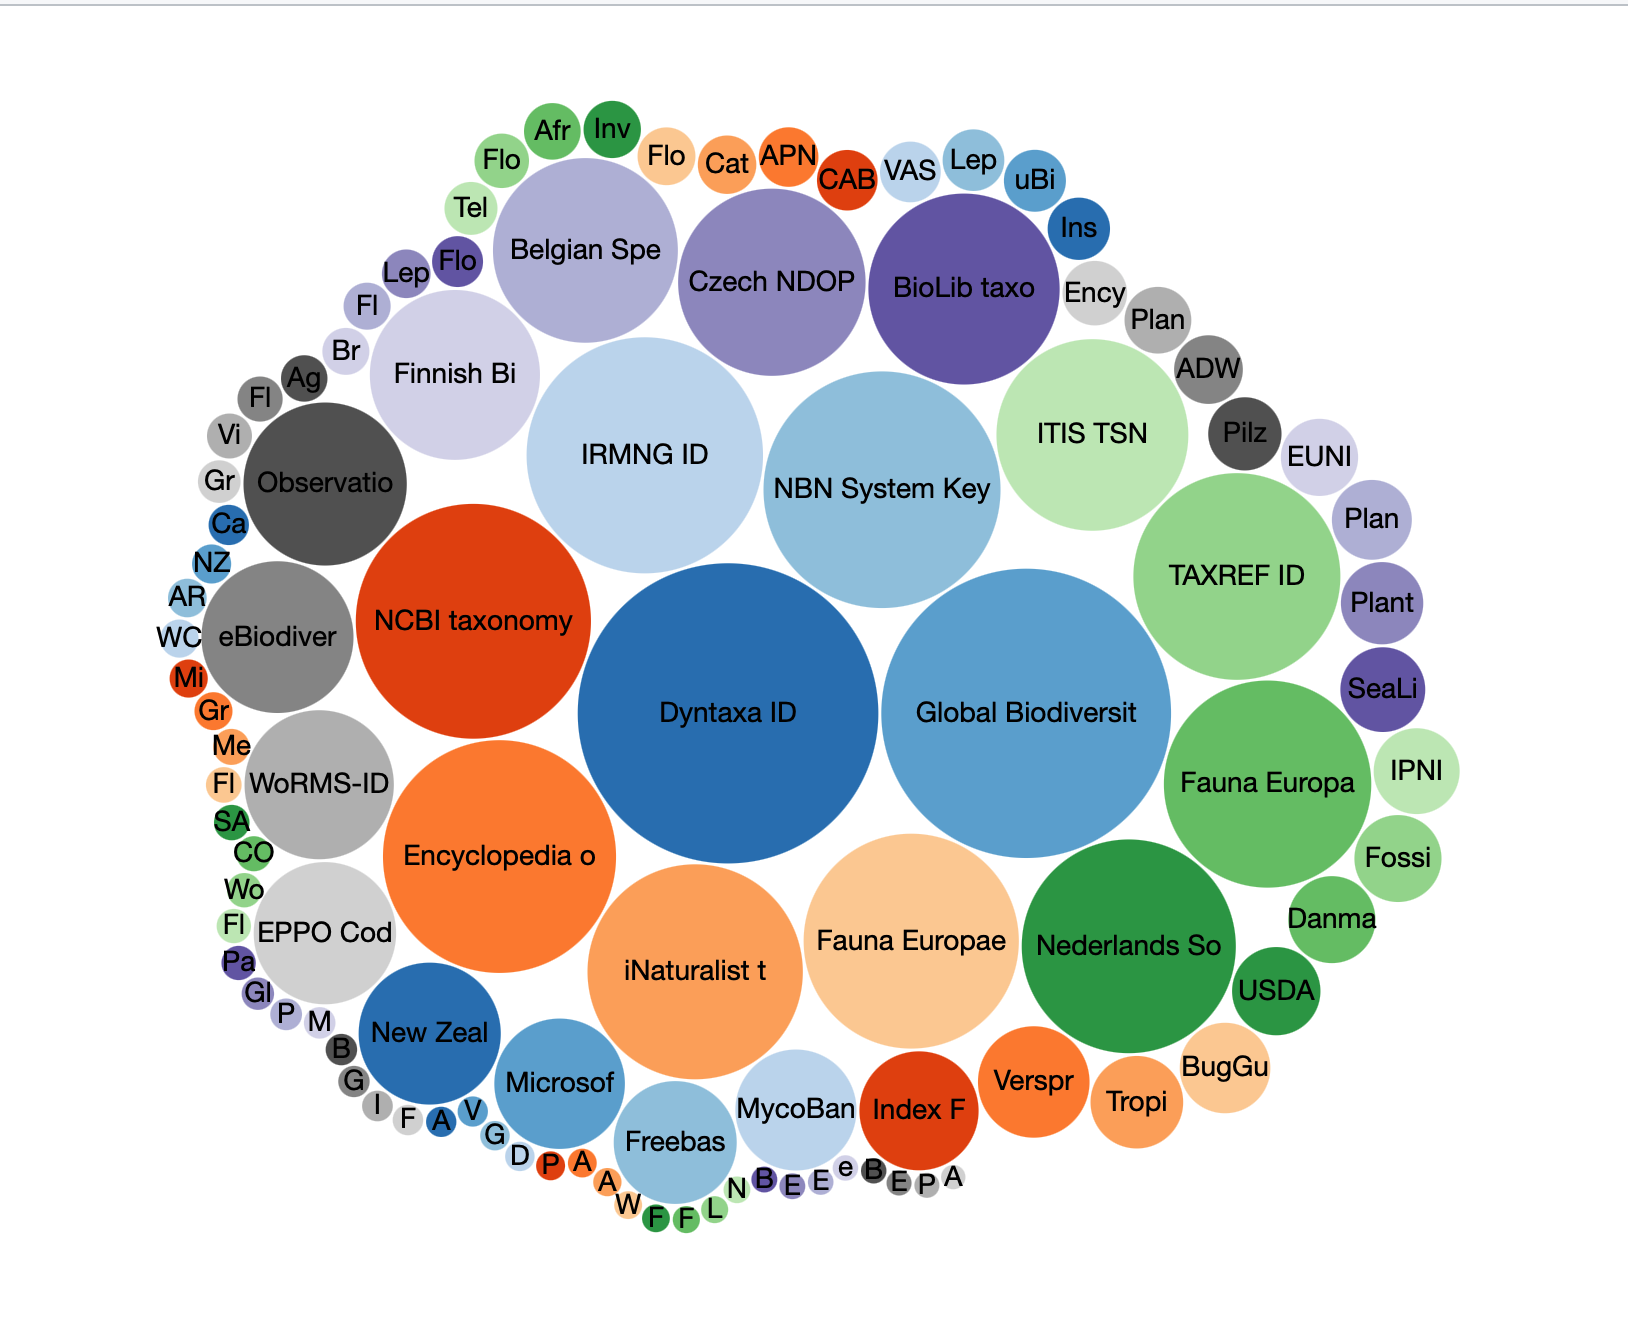 Inv
Afr
Flo
Flo
Cat
APN
CAB
VAS
Lep
uBi
Tel
Ins
Belgian Spe
Lep
Flo
Czech NDOP
BioLib taxo
Ency
Fl
Plan
Br
Finnish Bi
ADW
Ag
Fl
Vi
ITIS TSN
Pilz
IRMNG ID
EUNI
Gr
Observatio
NBN System Key
Ca
Plan
NZ
TAXREF ID
AR
Plant
NCBI taxonomy
WC
eBiodiver
Mi
SeaLi
Gr
Dyntaxa ID
Global Biodiversit
Me
IPNI
Fl
WoRMS-ID
Fauna Europa
SA
CO
Encyclopedia o
Fossi
Wo
Fl
EPPO Cod
Danma
Fauna Europae
Nederlands So
Pa
iNaturalist t
Gl
USDA
P
M
New Zeal
B
BugGu
G
Microsof
Verspr
I
Tropi
F
A
V
MycoBan
Index F
G
Freebas
D
P
A
A
W
F
F
L
N
B
E
E
e
B
E
P
A